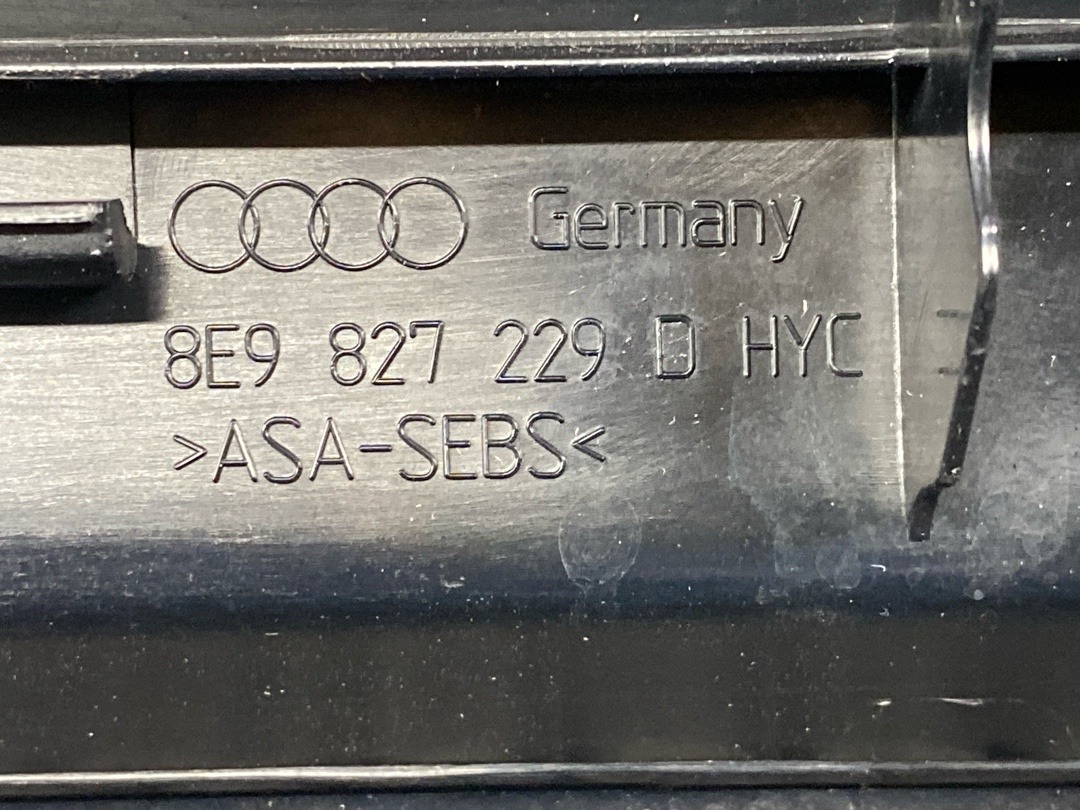 Germany
8E9 827 229 D HYC
>ASA-SEBS<